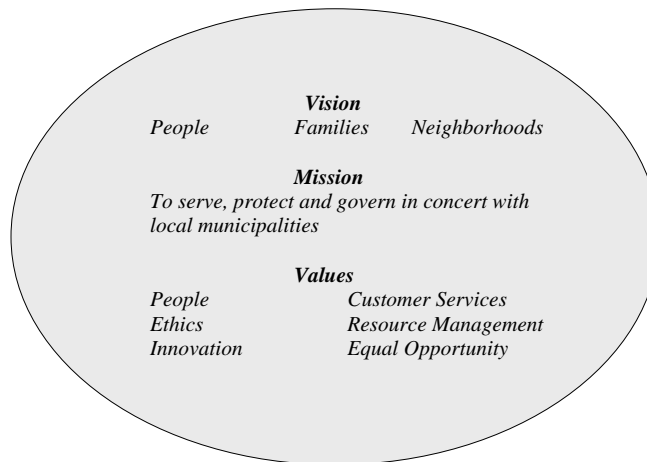 Vision
People Families Neighborhoods
Mission
To serve, protect and govern in concert with
local municipalities
Values
People Customer Services
Ethics Resource Management
Innovation Equal Opportunity